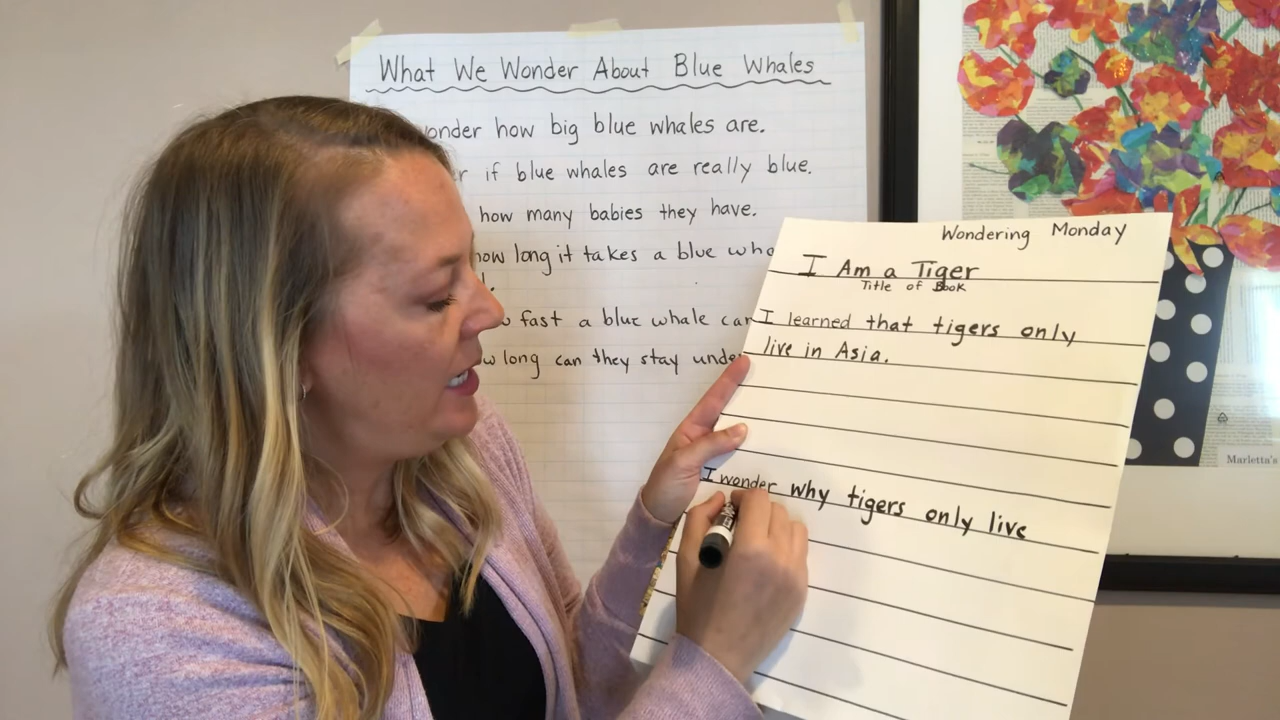 What We Wonder About Blue Whales
wonder how big blue whales are.
if blue whales are really blue.
how many babies they have.
how long it takes a blue
fast a blue whale can
long can they stay
Wondering Monday
I Am a Tiger
Title of Book
I learned that tigers only
live in Asia.
I wonder why tigers only live
Marletta's